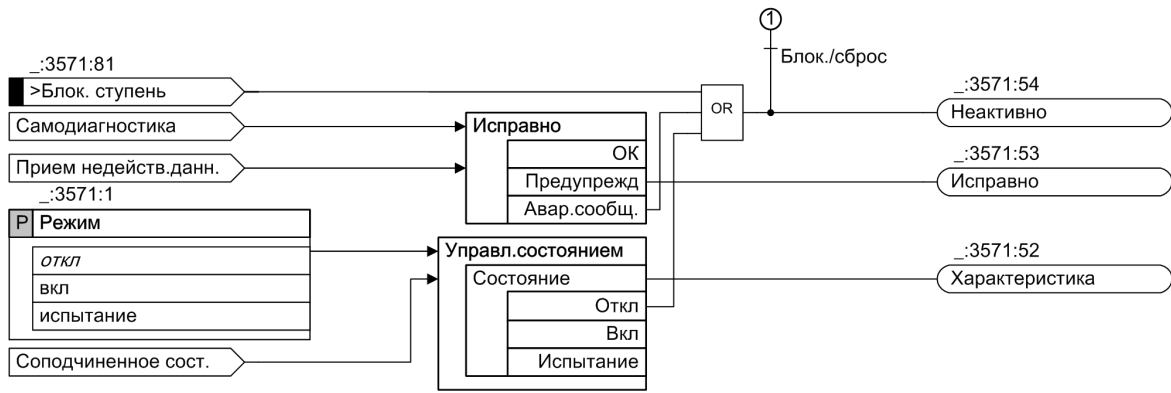 1
Блок./сброс
_:3571:81
>Блок. ступень
OR
_:3571:54
Неактивно
Самодиагностика
Исправно
ОК
Предупрежд
Авар.сообщ.
_:3571:53
Исправно
Прием недейств.данн.
_:3571:1
P Режим
откл
вкл
испытание
Управл.состоянием
Состояние
Откл
Вкл
Испытание
_:3571:52
Характеристика
Соподчиненное сост.